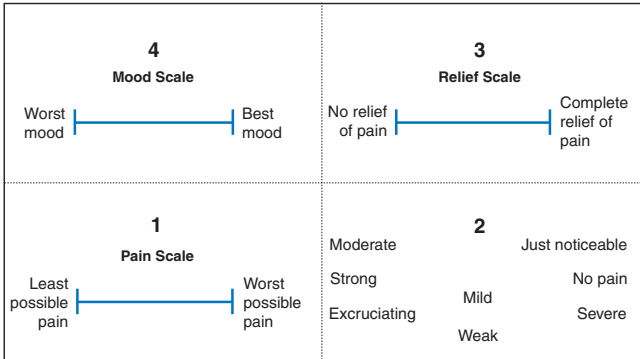 4
Mood Scale
Worst
mood
Best
mood
3
Relief Scale
No relief
of pain
Complete
relief of
pain
1
Pain Scale
Least
possible
pain
Worst
possible
pain
2
Moderate
Just noticeable
Strong
No pain
Mild
Excruciating
Severe
Weak